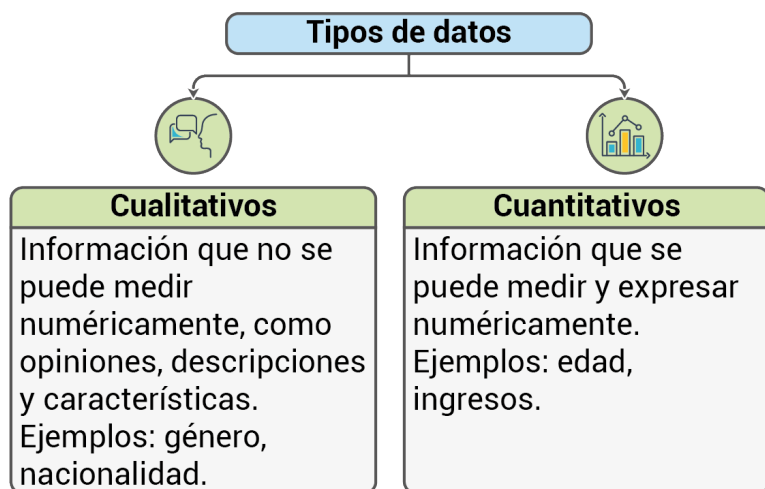 Tipos de datos
Cualitativos
Información que no se
puede medir
numéricamente, como
opiniones, descripciones
y características.
Ejemplos: género,
nacionalidad.
Cuantitativos
Información que se
puede medir y expresar
numéricamente.
Ejemplos: edad,
ingresos.